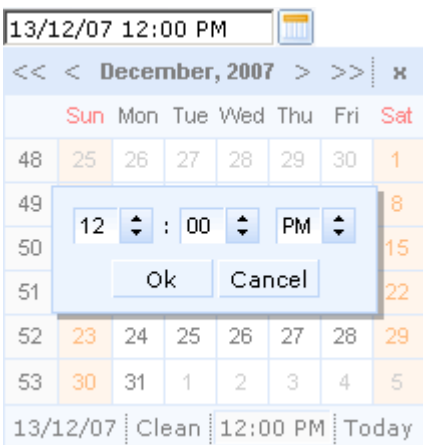 13/12/07 12:00 PM
<< < December, 2007 > >> x
Sun Mon Tue Wed Thu Fri Sat
48 25 26 27 28 29 30 1
49 8
12 : 00 PM
50 15
Ok Cancel
51 22
52 23 24 25 26 27 28 29
53 30 31 1 2 3 4 5
13/12/07 Clean 12:00 PM Today